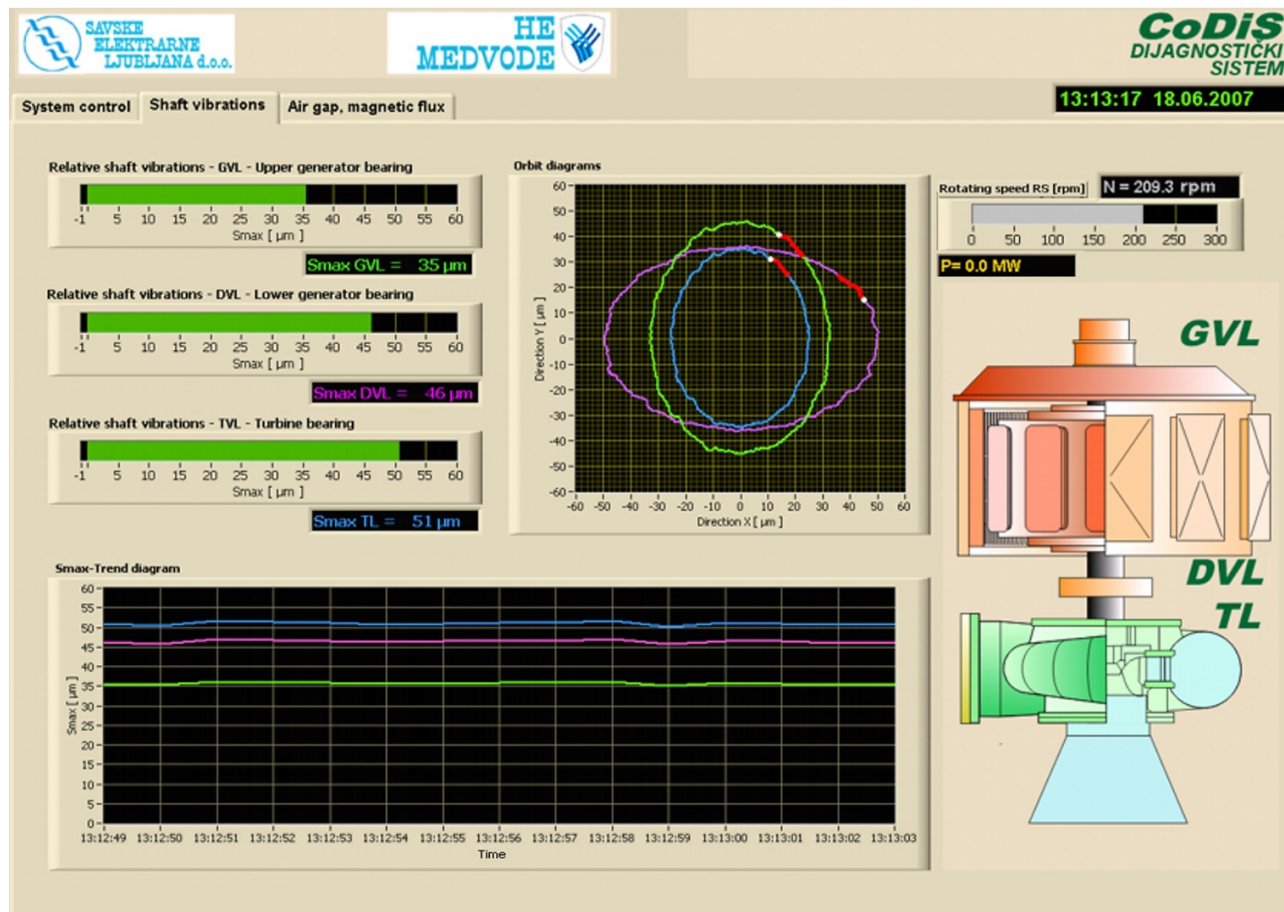 SAVSKE
ELEKTRARNE
LJUBLJANA d.o.o.
HE
MEDVODE
CoDiS
DIJAGNOSTIČKI
SISTEM
System control
Shaft vibrations
Air gap, magnetic flux
13:13:17 18.06.2007
Relative shaft vibrations - GVL - Upper generator bearing
-1 5 10 15 20 25 30 35 40 45 50 55 60
Smax [ µm ]
Smax GVL = 35 µm
Relative shaft vibrations - DVL - Lower generator bearing
-1 5 10 15 20 25 30 35 40 45 50 55 60
Smax [ µm ]
Smax DVL = 46 µm
Relative shaft vibrations - TVL - Turbine bearing
-1 5 10 15 20 25 30 35 40 45 50 55 60
Smax [ µm ]
Smax TL = 51 µm
Orbit diagrams
60
50
40
30
20
10
0
-10
-20
-30
-40
-50
-60
Direction Y [ µm ]
-60 -50 -40 -30 -20 -10 0 10 20 30 40 50 60
Direction X [ µm ]
Rotating speed RS [rpm]
N = 209.3 rpm
0 50 100 150 200 250 300
P= 0.0 MW
GVL
DVL
TL
Smax-Trend diagram
60
55
50
45
40
35
30
25
20
15
10
5
0
Smax [ µm ]
13:12:49 13:12:50 13:12:51 13:12:52 13:12:53 13:12:54 13:12:55 13:12:56 13:12:57 13:12:58 13:12:59 13:13:00 13:13:01 13:13:02 13:13:03
Time